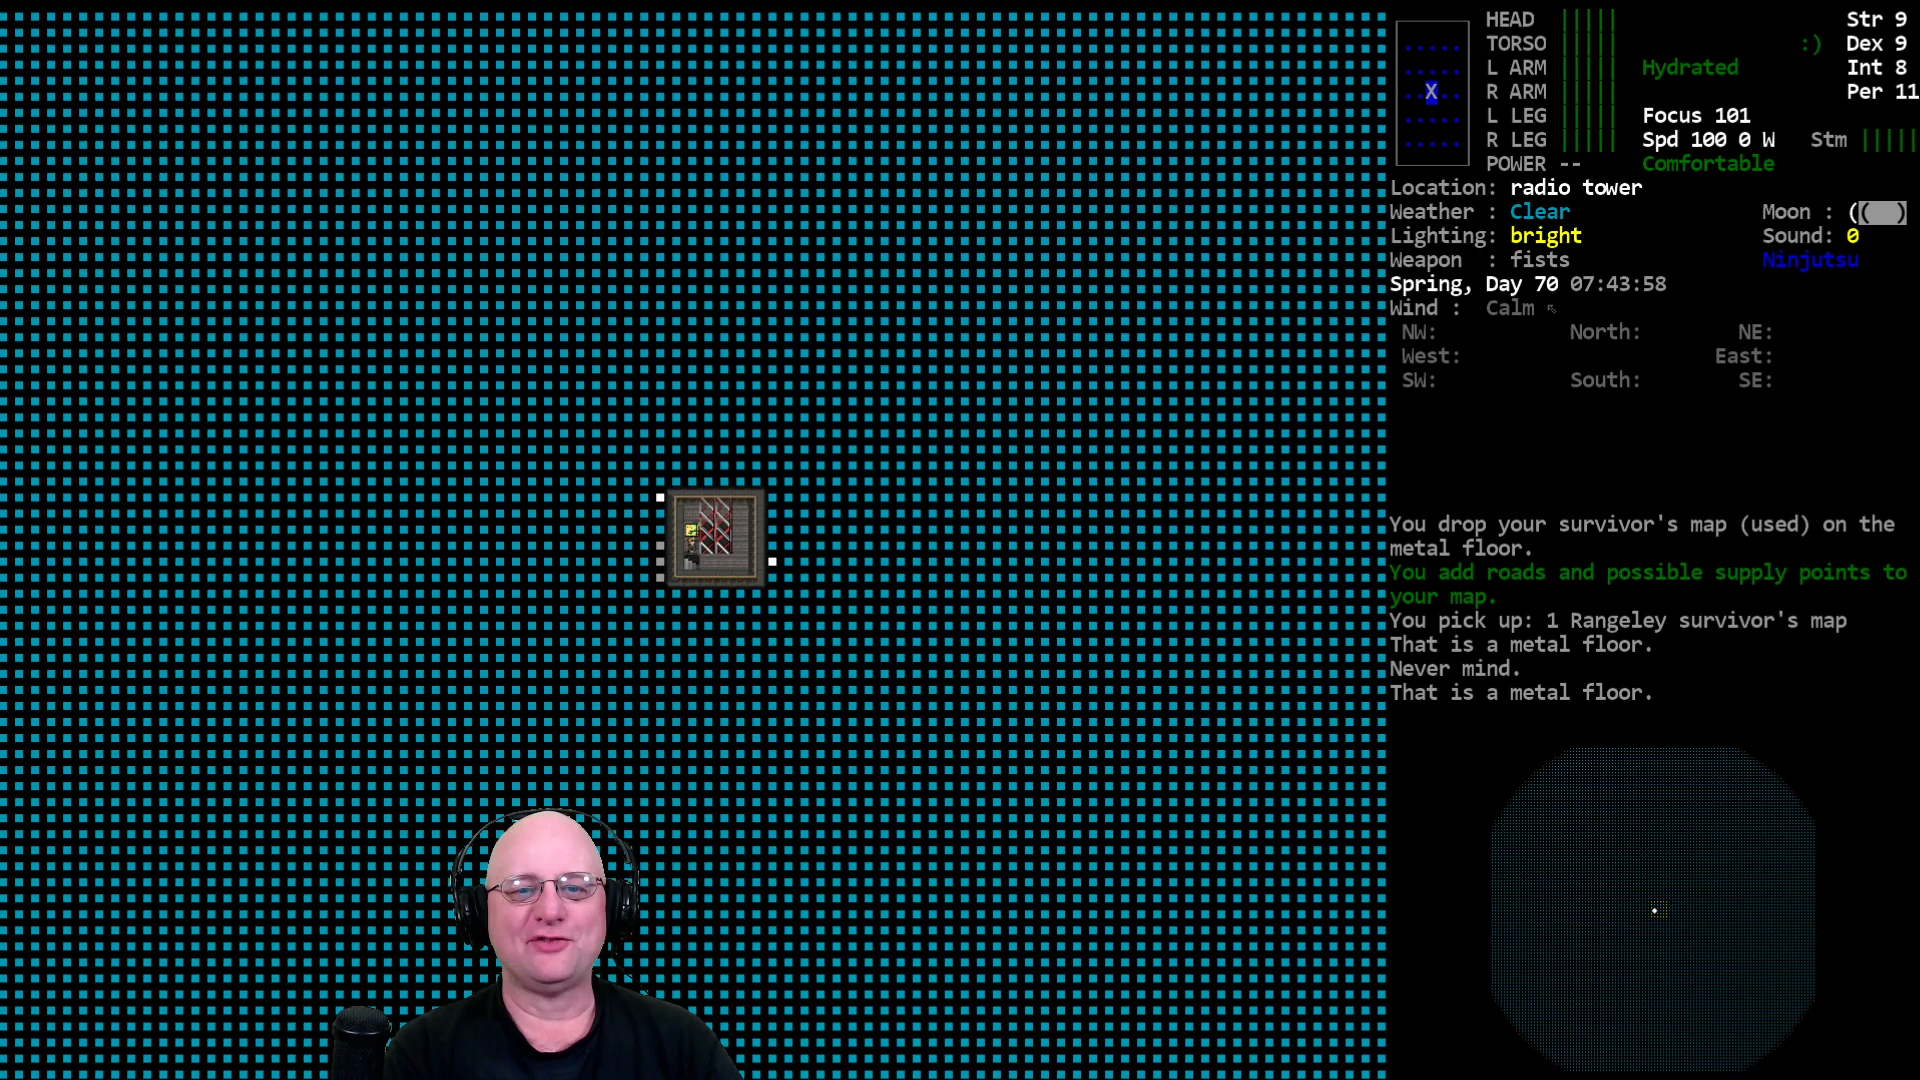 HEAD ||||| Str 9
TORSO ||||| :) Dex 9
L ARM ||||| Hydrated Int 8
R ARM ||||| Per 11
X
L LEG ||||| Focus 101
R LEG ||||| Spd 100 0 W Stm |||||
POWER -- Comfortable
Location: radio tower
Weather : Clear Moon : (( )
Lighting: bright Sound: 0
Weapon : fists Ninjutsu
Spring, Day 70 07:43:58
Wind : Calm
NW: North: NE:
West: East:
SW: South: SE:
You drop your survivor's map (used) on the
metal floor.
You add roads and possible supply points to
your map.
You pick up: 1 Rangeley survivor's map
That is a metal floor.
Never mind.
That is a metal floor.